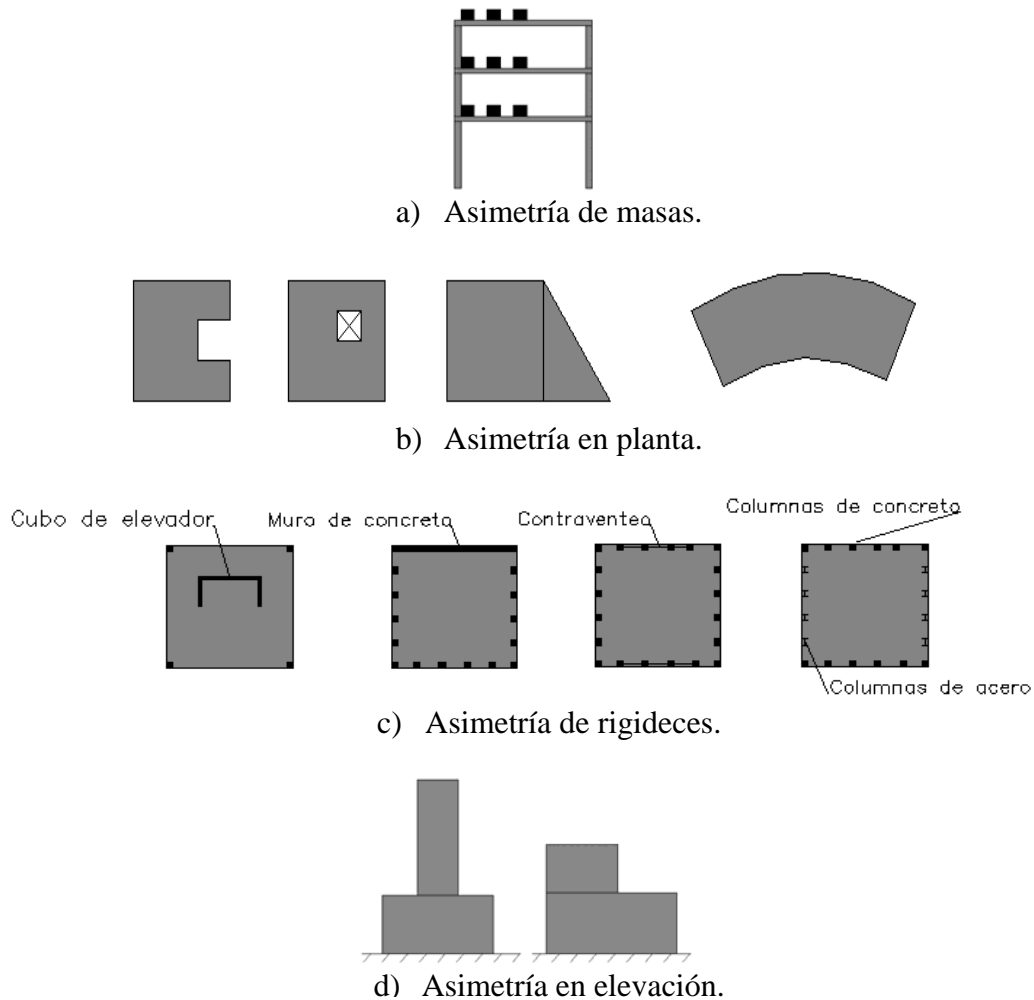 a) Asimetría de masas.
b) Asimetría en planta.
Cubo de elevador
Muro de concreto
Contraventeo
Columnas de concreto
Columnas de acero
c) Asimetría de rigideces.
d) Asimetría en elevación.